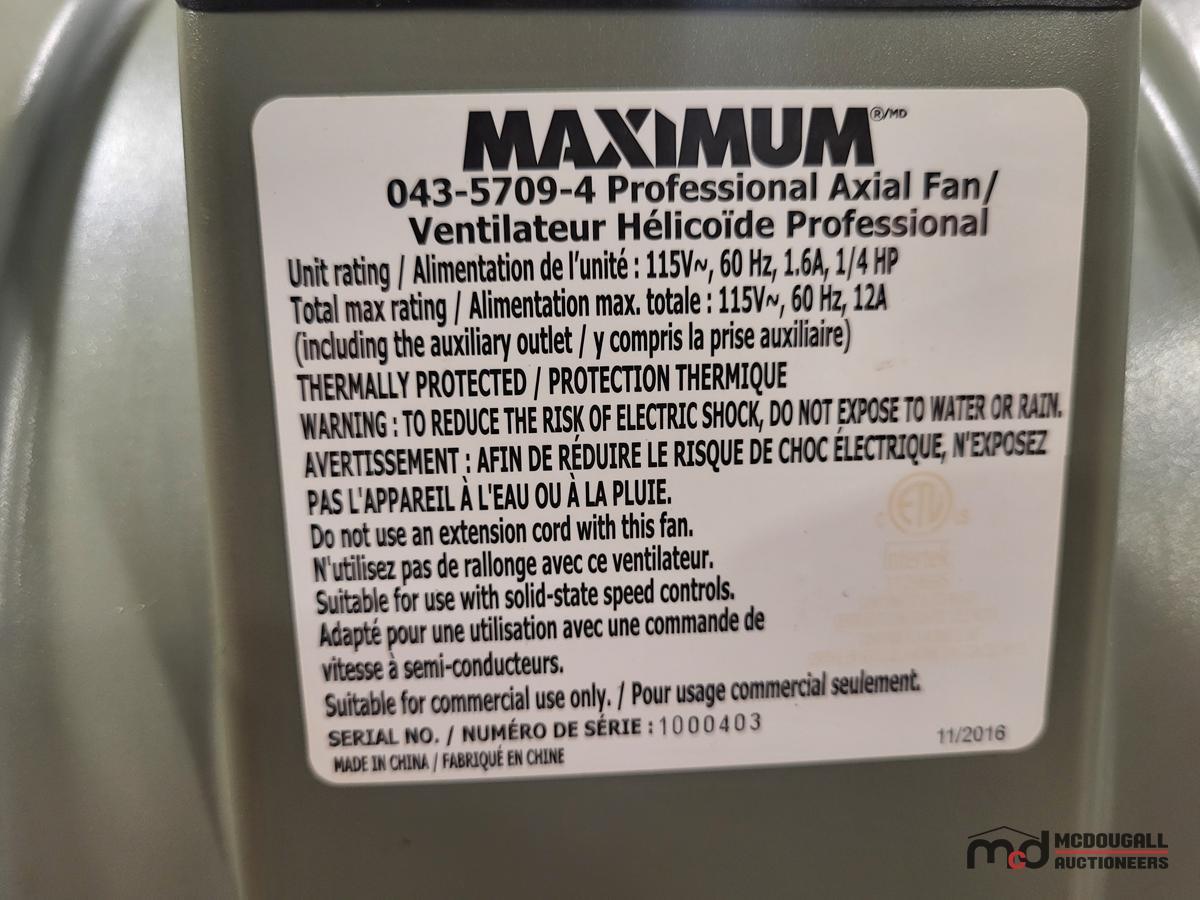 MAXIMUM ®/MD
043-5709-4 Professional Axial Fan/
Ventilateur Hélicoïde Professional
Unit rating / Alimentation de l'unité : 115V~, 60 Hz, 1.6A, 1/4 HP
Total max rating / Alimentation max. totale : 115V~, 60 Hz, 12A
(including the auxiliary outlet / y compris la prise auxiliaire)
THERMALLY PROTECTED / PROTECTION THERMIQUE
WARNING : TO REDUCE THE RISK OF ELECTRIC SHOCK, DO NOT EXPOSE TO WATER OR RAIN.
AVERTISSEMENT : AFIN DE RÉDUIRE LE RISQUE DE CHOC ÉLECTRIQUE, N'EXPOSEZ
PAS L'APPAREIL À L'EAU OU À LA PLUIE.
Do not use an extension cord with this fan.
N'utilisez pas de rallonge avec ce ventilateur.
Suitable for use with solid-state speed controls.
Adapté pour une utilisation avec une commande de
vitesse à semi-conducteurs.
Suitable for commercial use only. / Pour usage commercial seulement.
SERIAL NO. / NUMÉRO DE SÉRIE : 1000403
MADE IN CHINA / FABRIQUÉ EN CHINE
11/2016
C ETL US
Intertek
mcd MCDOUGALL
AUCTIONEERS